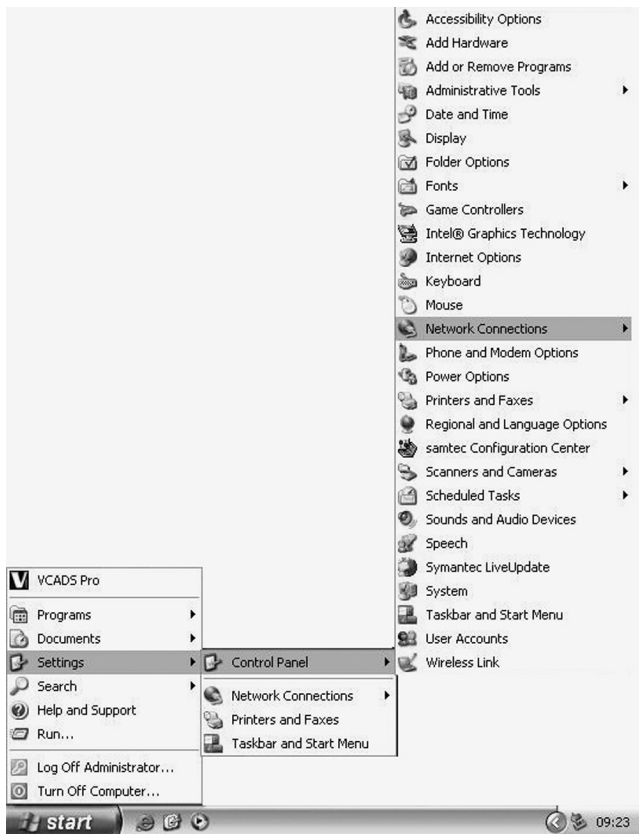 Accessibility Options
Add Hardware
Add or Remove Programs
Administrative Tools
Date and Time
Display
Folder Options
Fonts
Game Controllers
Intel® Graphics Technology
Internet Options
Keyboard
Mouse
Network Connections
Phone and Modem Options
Power Options
Printers and Faxes
Regional and Language Options
samtec Configuration Center
Scanners and Cameras
Scheduled Tasks
Sounds and Audio Devices
Speech
Symantec LiveUpdate
System
Taskbar and Start Menu
User Accounts
Wireless Link
V VCADS Pro
Programs
Documents
Settings
Search
Help and Support
Run...
Log Off Administrator...
Turn Off Computer...
Control Panel
Network Connections
Printers and Faxes
Taskbar and Start Menu
start
09:23